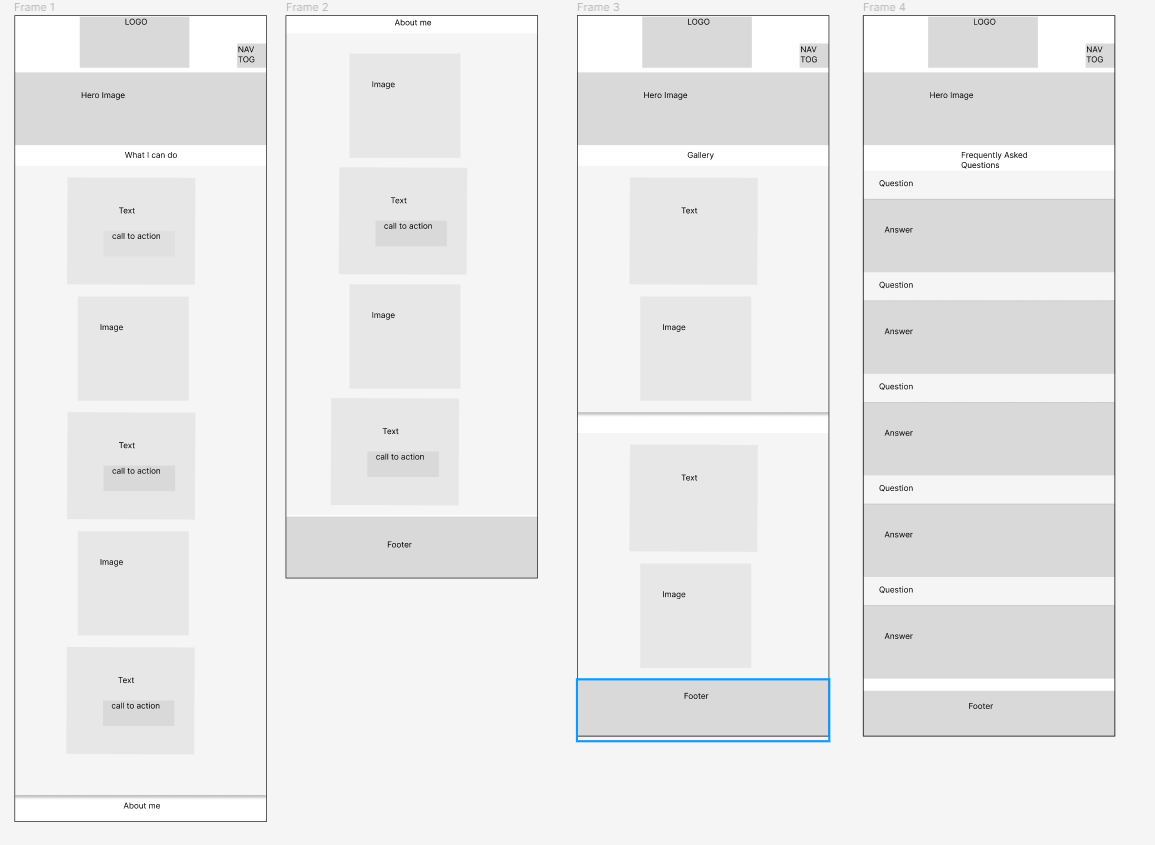 Frame 1
LOGO
NAV
TOG
Hero Image
What I can do
Text
call to action
Image
Text
call to action
Image
Text
call to action
About me
Frame 2
About me
Image
Text
call to action
Image
Text
call to action
Footer
Frame 3
LOGO
NAV
TOG
Hero Image
Gallery
Text
Image
Text
Image
Footer
Frame 4
LOGO
NAV
TOG
Hero Image
Frequently Asked
Questions
Question
Answer
Question
Answer
Question
Answer
Question
Answer
Question
Answer
Footer